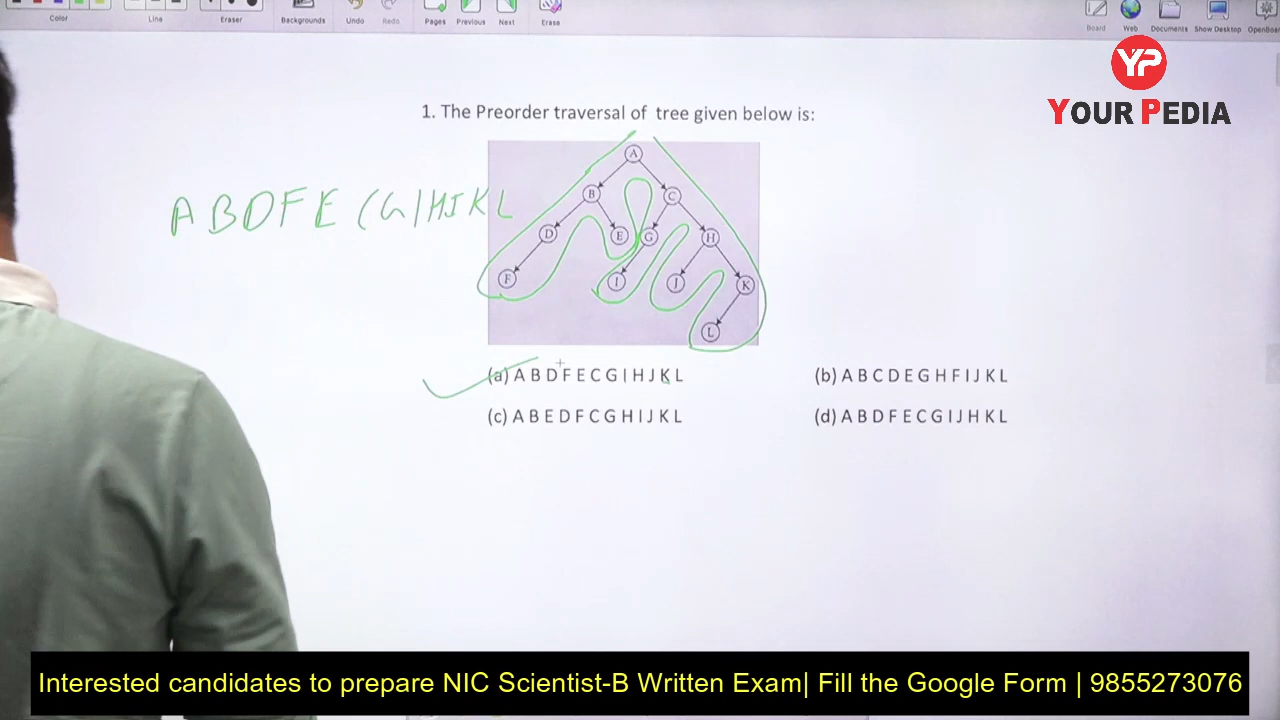 Color
Line
Eraser
Backgrounds
Undo
Redo
Pages
Previous
Next
Erase
Board
Web
Documents
Show Desktop
OpenBoar
YP
YOUR PEDIA
1. The Preorder traversal of tree given below is:
A
B
C
D
E
G
H
F
I
J
K
L
A B D F E C G I H J K L
(a) A B D F E C G I H J K L
(b) A B C D E G H F I J K L
(c) A B E D F C G H I J K L
(d) A B D F E C G I J H K L
Interested candidates to prepare NIC Scientist-B Written Exam| Fill the Google Form | 9855273076